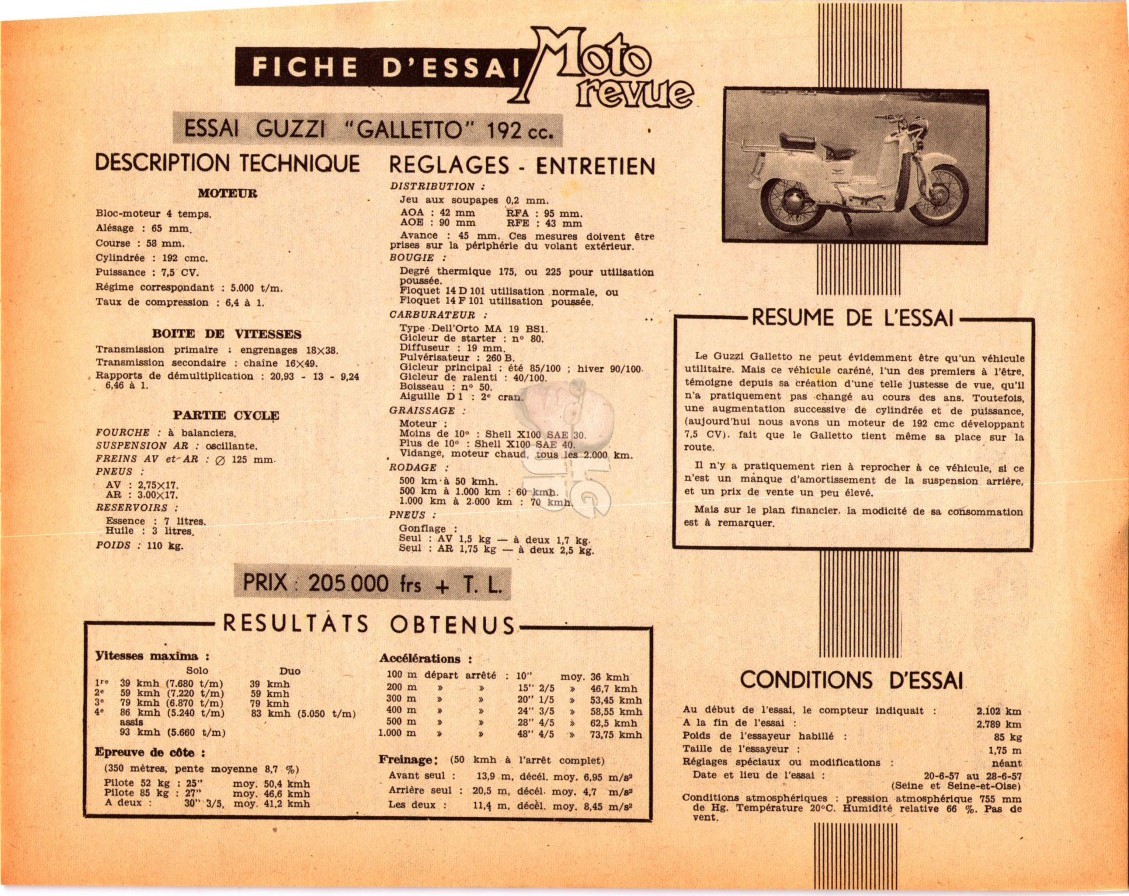 FICHE D'ESSAI Moto revue
ESSAI GUZZI "GALLETTO" 192 cc.
DESCRIPTION TECHNIQUE
MOTEUR
Bloc-moteur 4 temps.
Alésage : 65 mm.
Course : 58 mm.
Cylindrée : 192 cmc.
Puissance : 7,5 CV.
Régime correspondant : 5.000 t/m.
Taux de compression : 6,4 à 1.
BOITE DE VITESSES
Transmission primaire : engrenages 18×38.
Transmission secondaire : chaîne 16×49.
Rapports de démultiplication : 20,93 - 13 - 9,24
6,46 à 1.
PARTIE CYCLE
FOURCHE : à balanciers.
SUSPENSION AR : oscillante.
FREINS AV et AR : ∅ 125 mm.
PNEUS :
AV : 2,75×17.
AR : 3.00×17.
RESERVOIRS :
Essence : 7 litres.
Huile : 3 litres.
POIDS : 110 kg.
REGLAGES - ENTRETIEN
DISTRIBUTION :
Jeu aux soupapes 0,2 mm.
AOA : 42 mm RFA : 95 mm.
AOE : 90 mm RFE : 43 mm
Avance : 45 mm. Ces mesures doivent être
prises sur la périphérie du volant extérieur.
BOUGIE :
Degré thermique 175, ou 225 pour utilisation
poussée.
Floquet 14 D 101 utilisation normale, ou
Floquet 14 F 101 utilisation poussée.
CARBURATEUR :
Type Dell'Orto MA 19 BS1.
Gicleur de starter : n° 80.
Diffuseur : 19 mm.
Pulvérisateur : 260 B.
Gicleur principal : été 85/100 ; hiver 90/100.
Gicleur de ralenti : 40/100.
Boisseau : n° 50.
Aiguille D 1 : 2e cran.
GRAISSAGE :
Moteur :
Moins de 10° : Shell X100 SAE 30.
Plus de 10° : Shell X100 SAE 40.
Vidange, moteur chaud, tous les 2.000 km.
RODAGE :
500 km à 50 kmh.
500 km à 1.000 km : 60 kmh.
1.000 km à 2.000 km : 70 kmh.
PNEUS :
Gonflage :
Seul : AV 1,5 kg — à deux 1,7 kg.
Seul : AR 1,75 kg — à deux 2,5 kg.
PRIX : 205 000 frs + T. L.
RESULTATS OBTENUS
Vitesses maxima :
Solo Duo
1re 39 kmh (7.680 t/m) 39 kmh
2e 59 kmh (7.220 t/m) 59 kmh
3e 79 kmh (6.870 t/m) 79 kmh
4e 86 kmh (5.240 t/m) 83 kmh (5.050 t/m)
assis
93 kmh (5.660 t/m)
Epreuve de côte :
(350 mètres, pente moyenne 8,7 %)
Pilote 52 kg : 25" moy. 50,4 kmh
Pilote 85 kg : 27" moy. 46,6 kmh
A deux : 30" 3/5, moy. 41,2 kmh
Accélérations :
100 m départ arrêté : 10" moy. 36 kmh
200 m » » 15" 2/5 » 46,7 kmh
300 m » » 20" 1/5 » 53,45 kmh
400 m » » 24" 3/5 » 58,55 kmh
500 m » » 28" 4/5 » 62,5 kmh
1.000 m » » 48" 4/5 » 73,75 kmh
Freinage : (50 kmh à l'arrêt complet)
Avant seul : 13,9 m, décél. moy. 6,95 m/s²
Arrière seul : 20,5 m, décél. moy. 4,7 m/s²
Les deux : 11,4 m, décél. moy. 8,45 m/s²
RESUME DE L'ESSAI
Le Guzzi Galletto ne peut évidemment être qu'un véhicule
utilitaire. Mais ce véhicule caréné, l'un des premiers à l'être,
témoigne depuis sa création d'une telle justesse de vue, qu'il
n'a pratiquement pas changé au cours des ans. Toutefois,
une augmentation successive de cylindrée et de puissance,
(aujourd'hui nous avons un moteur de 192 cmc développant
7,5 CV). fait que le Galletto tient même sa place sur la
route.
Il n'y a pratiquement rien à reprocher à ce véhicule, si ce
n'est un manque d'amortissement de la suspension arrière,
et un prix de vente un peu élevé.
Mais sur le plan financier. la modicité de sa consommation
est à remarquer.
CONDITIONS D'ESSAI
Au début de l'essai, le compteur indiquait : 2.102 km
A la fin de l'essai : 2.789 km
Poids de l'essayeur habillé : 85 kg
Taille de l'essayeur : 1,75 m
Réglages spéciaux ou modifications : néant
Date et lieu de l'essai : 20-6-57 au 28-6-57
(Seine et Seine-et-Oise)
Conditions atmosphériques : pression atmosphérique 755 mm
de Hg. Température 20°C. Humidité relative 66 %. Pas de
vent.